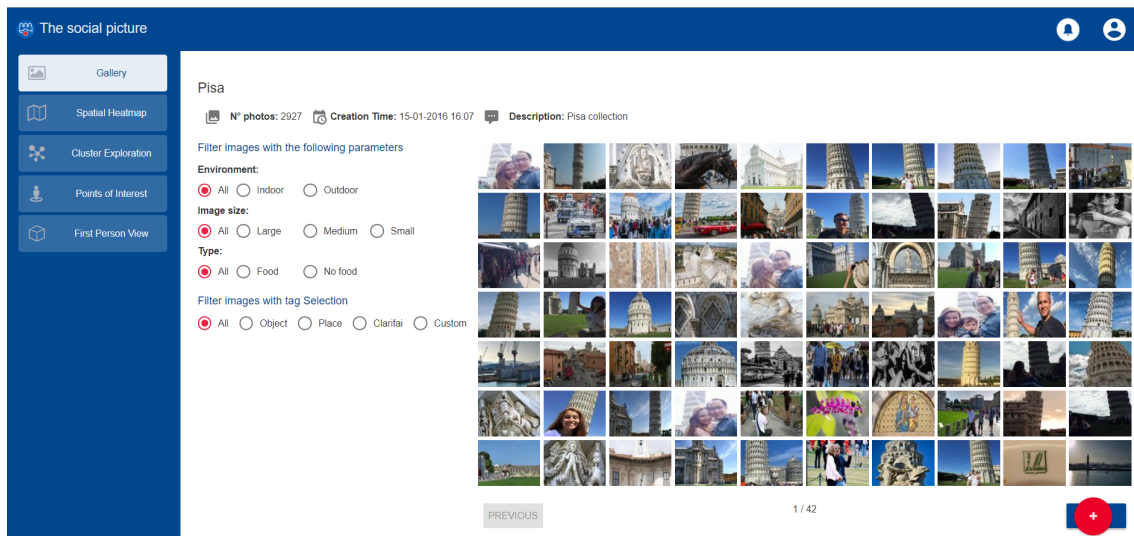 The social picture
Gallery
Spatial Heatmap
Cluster Exploration
Points of Interest
First Person View
Pisa
N° photos: 2927 Creation Time: 15-01-2016 16:07 Description: Pisa collection
Filter images with the following parameters
Environment:
All Indoor Outdoor
Image size:
All Large Medium Small
Type:
All Food No food
Filter images with tag Selection
All Object Place Clarifai Custom
PREVIOUS 1 / 42 +